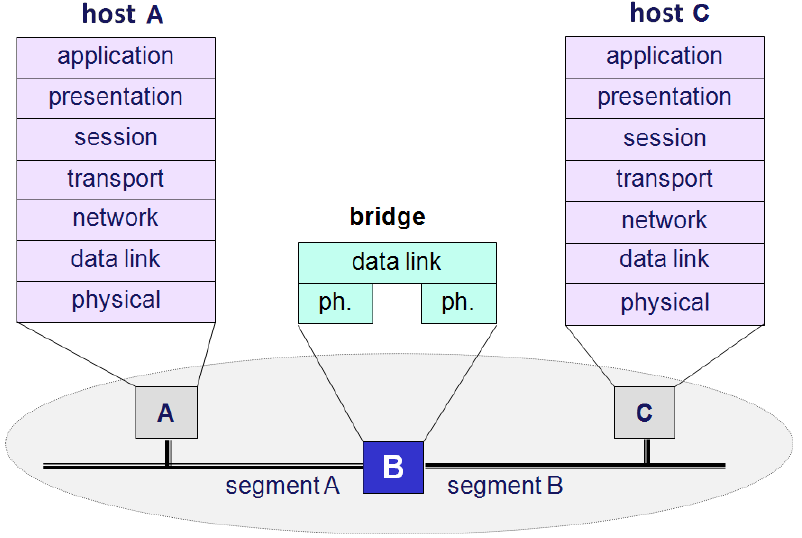 host A
application
presentation
session
transport
network
data link
physical
bridge
data link
ph. ph.
host C
application
presentation
session
transport
network
data link
physical
A
B
C
segment A
segment B